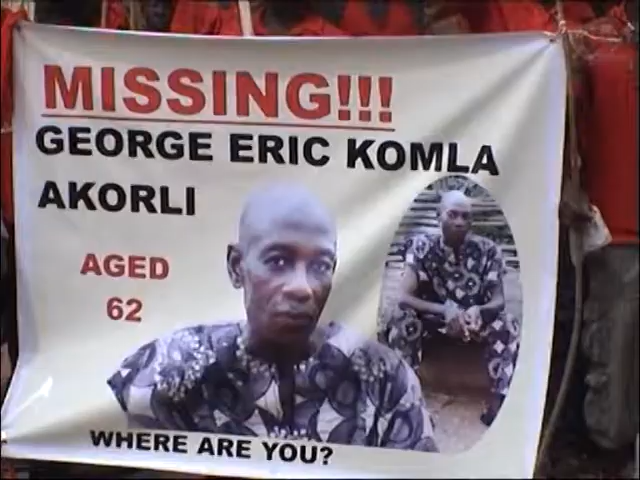 MISSING!!!
GEORGE ERIC KOMLA
AKORLI
AGED
62
WHERE ARE YOU?